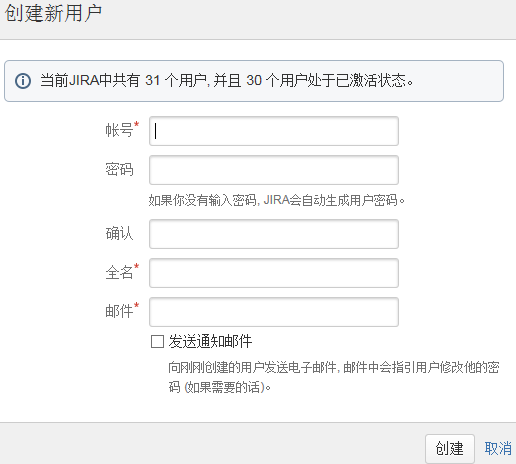 创建新用户
当前JIRA中共有 31 个用户, 并且 30 个用户处于已激活状态。
帐号*
密码
如果你没有输入密码, JIRA会自动生成用户密码。
确认
全名*
邮件*
发送通知邮件
向刚刚创建的用户发送电子邮件, 邮件中会指引用户修改他的密
码 (如果需要的话)。
创建 取消